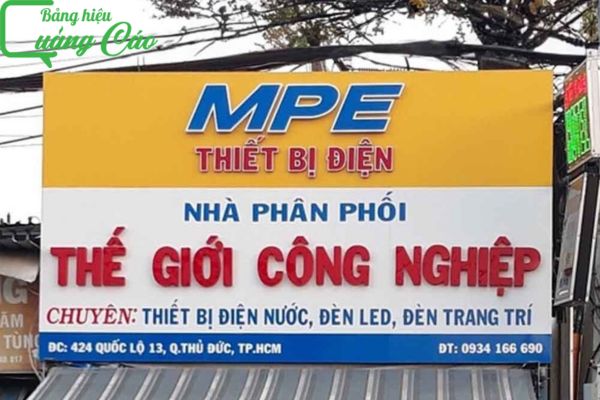 Bảng hiệu
Quảng Cáo
MPE
THIẾT BỊ ĐIỆN
NHÀ PHÂN PHỐI
THẾ GIỚI CÔNG NGHIỆP
CHUYÊN: THIẾT BỊ ĐIỆN NƯỚC, ĐÈN LED, ĐÈN TRANG TRÍ
ĐC: 424 QUỐC LỘ 13, Q.THỦ ĐỨC, TP.HCM
ĐT: 0934 166 690